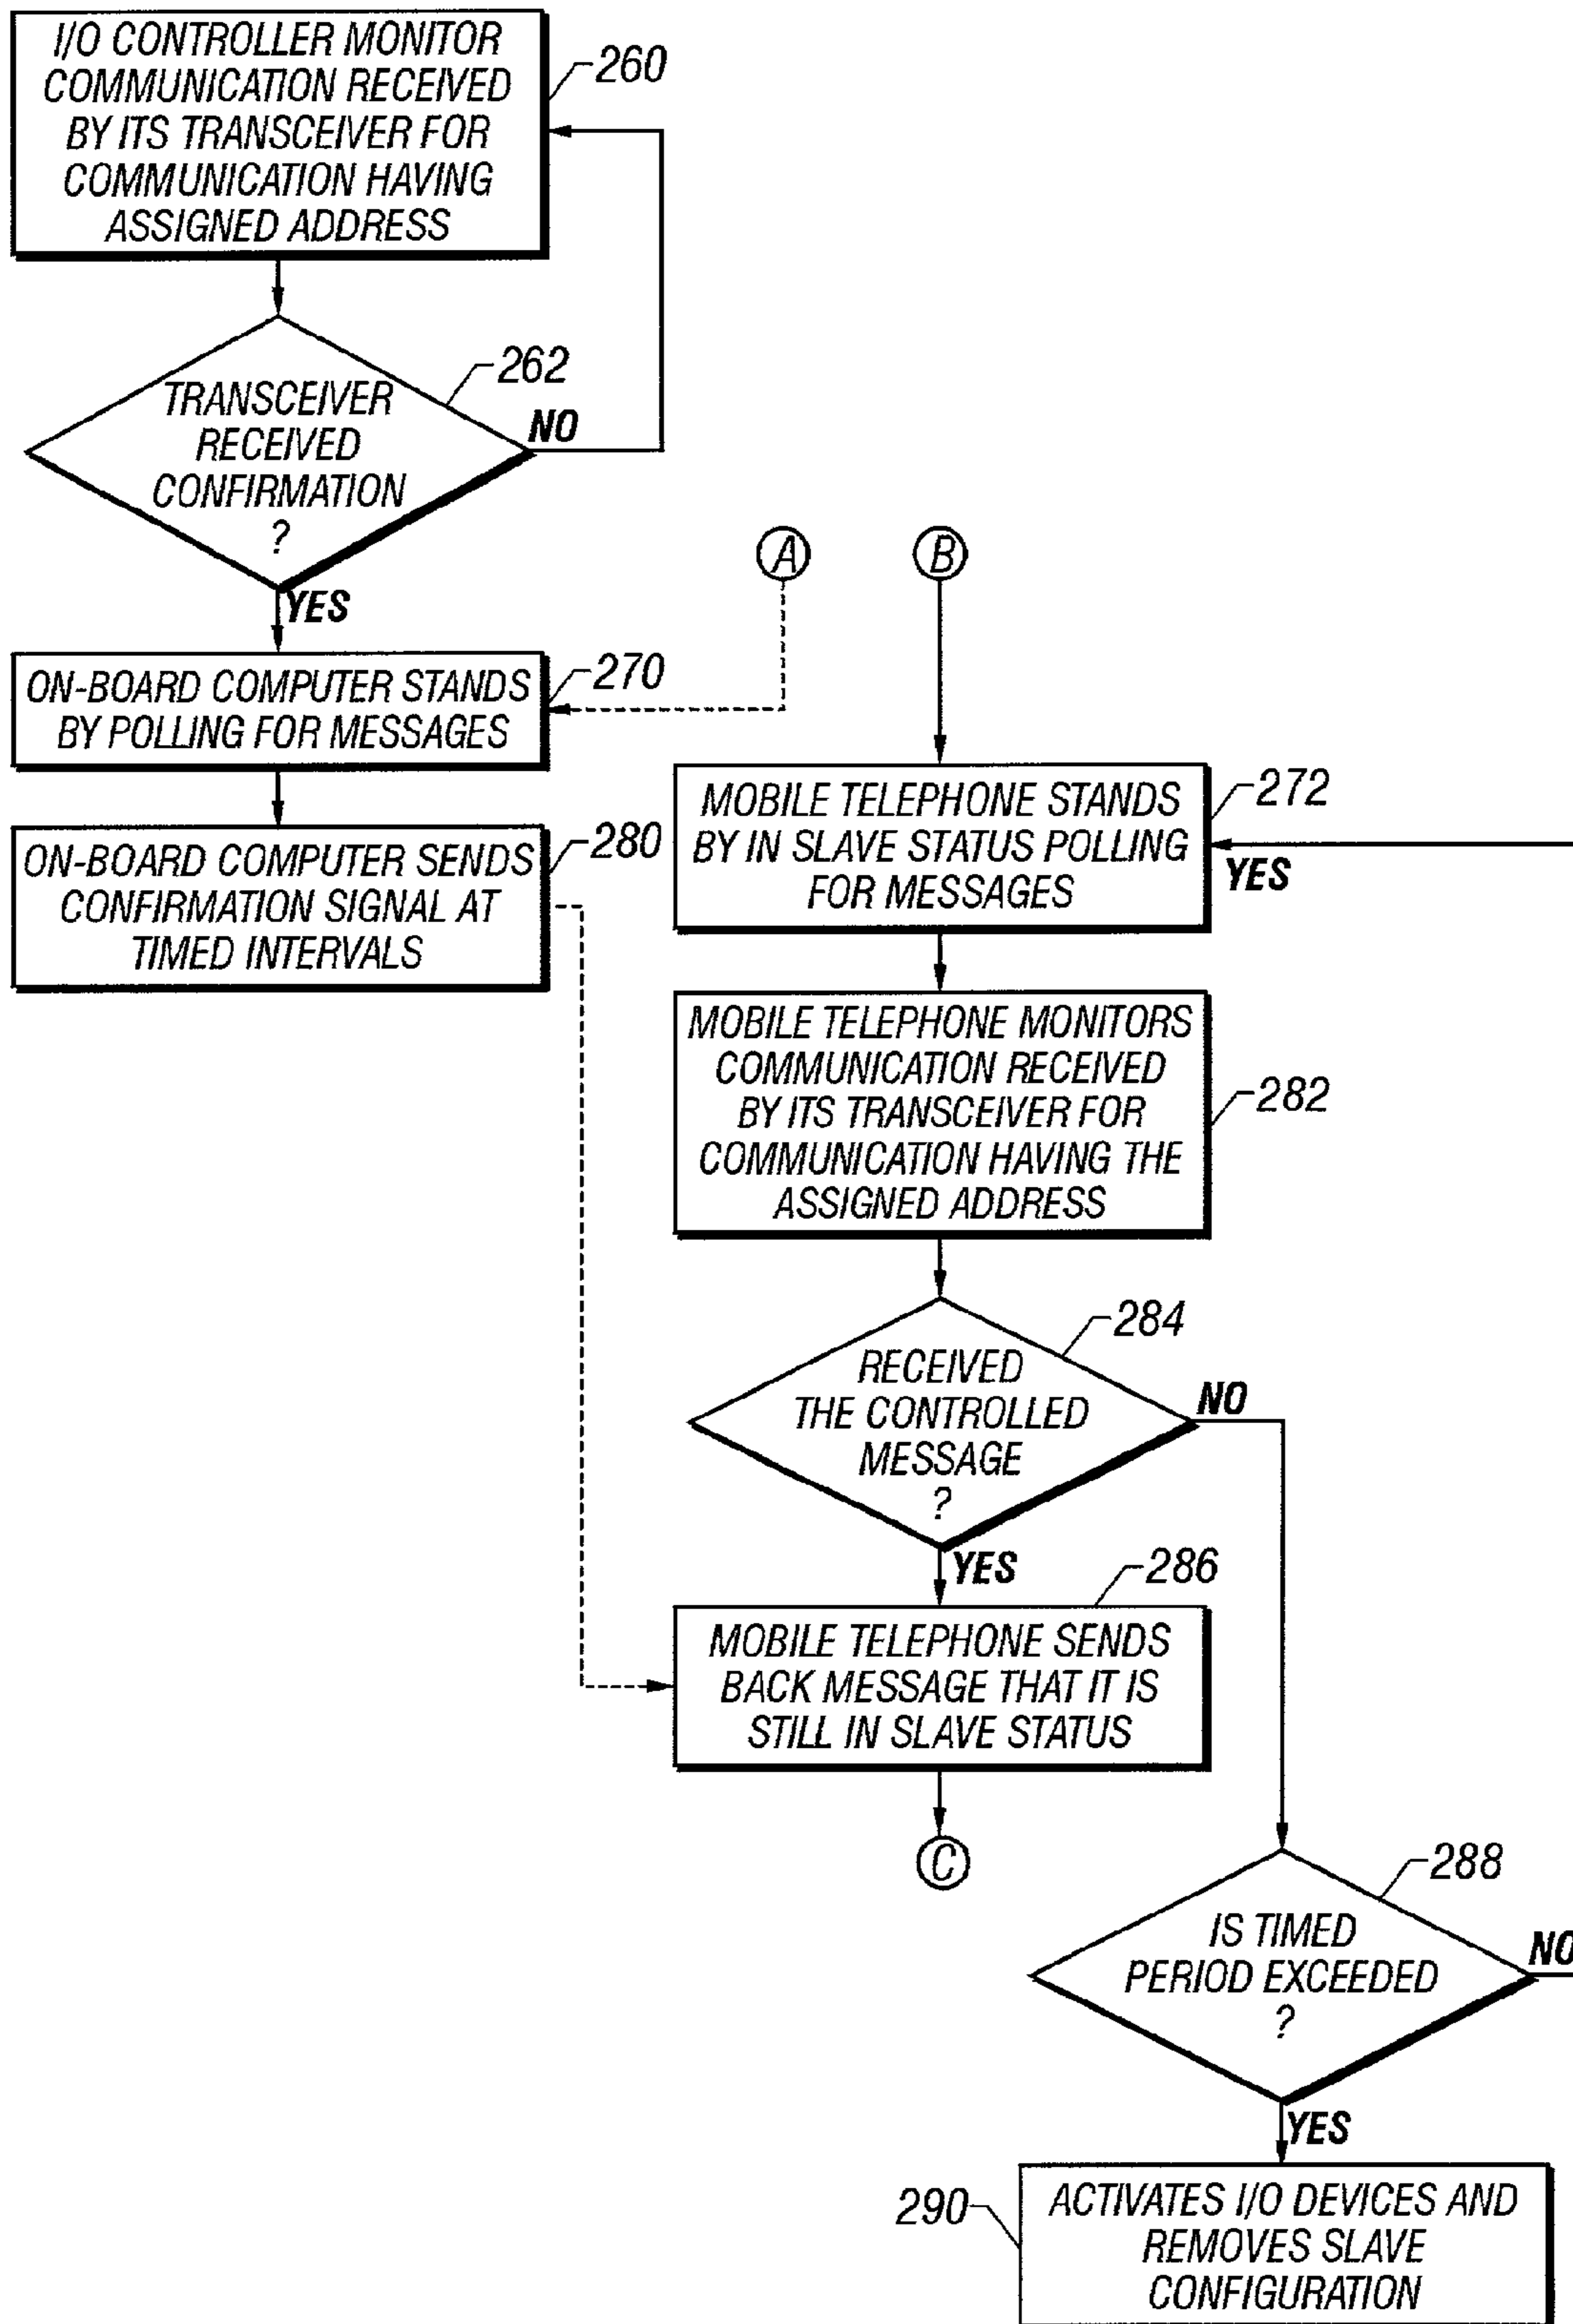 I/O CONTROLLER MONITOR
COMMUNICATION RECEIVED
BY ITS TRANSCEIVER FOR
COMMUNICATION HAVING
ASSIGNED ADDRESS
260
TRANSCEIVER
RECEIVED
CONFIRMATION
?
262
NO
YES
A
B
ON-BOARD COMPUTER STANDS
BY POLLING FOR MESSAGES
270
ON-BOARD COMPUTER SENDS
CONFIRMATION SIGNAL AT
TIMED INTERVALS
280
MOBILE TELEPHONE STANDS
BY IN SLAVE STATUS POLLING
FOR MESSAGES
272
YES
MOBILE TELEPHONE MONITORS
COMMUNICATION RECEIVED
BY ITS TRANSCEIVER FOR
COMMUNICATION HAVING THE
ASSIGNED ADDRESS
282
RECEIVED
THE CONTROLLED
MESSAGE
?
284
NO
YES
MOBILE TELEPHONE SENDS
BACK MESSAGE THAT IT IS
STILL IN SLAVE STATUS
286
C
IS TIMED
PERIOD EXCEEDED
?
288
NO
YES
ACTIVATES I/O DEVICES AND
REMOVES SLAVE
CONFIGURATION
290